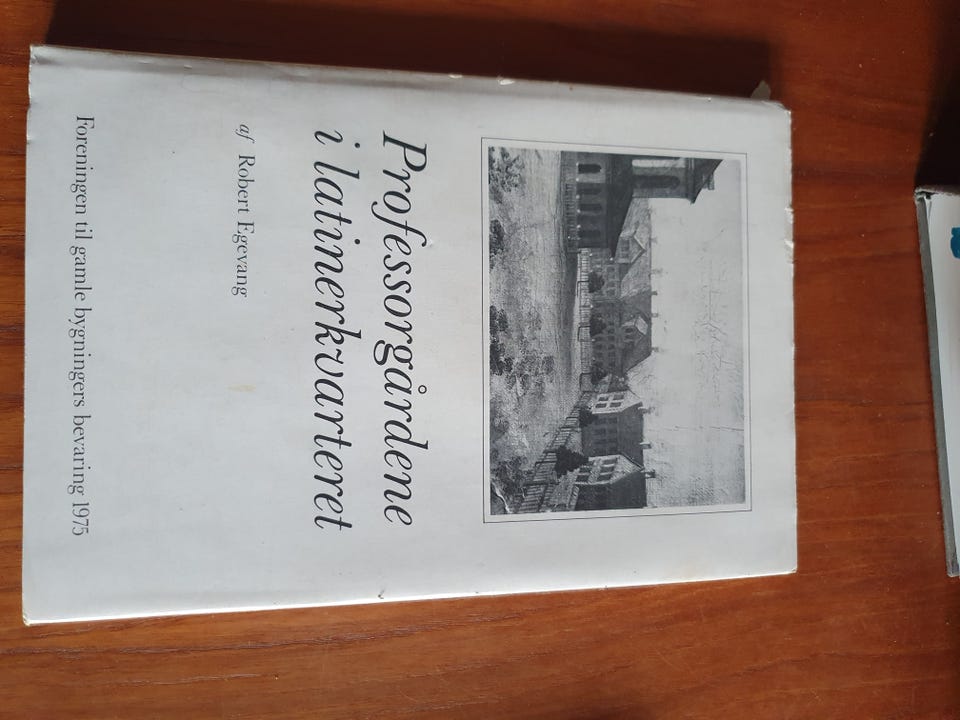 Professorgårdene
i latinerkvarteret
af Robert Egevang
Foreningen til gamle bygningers bevaring 1975